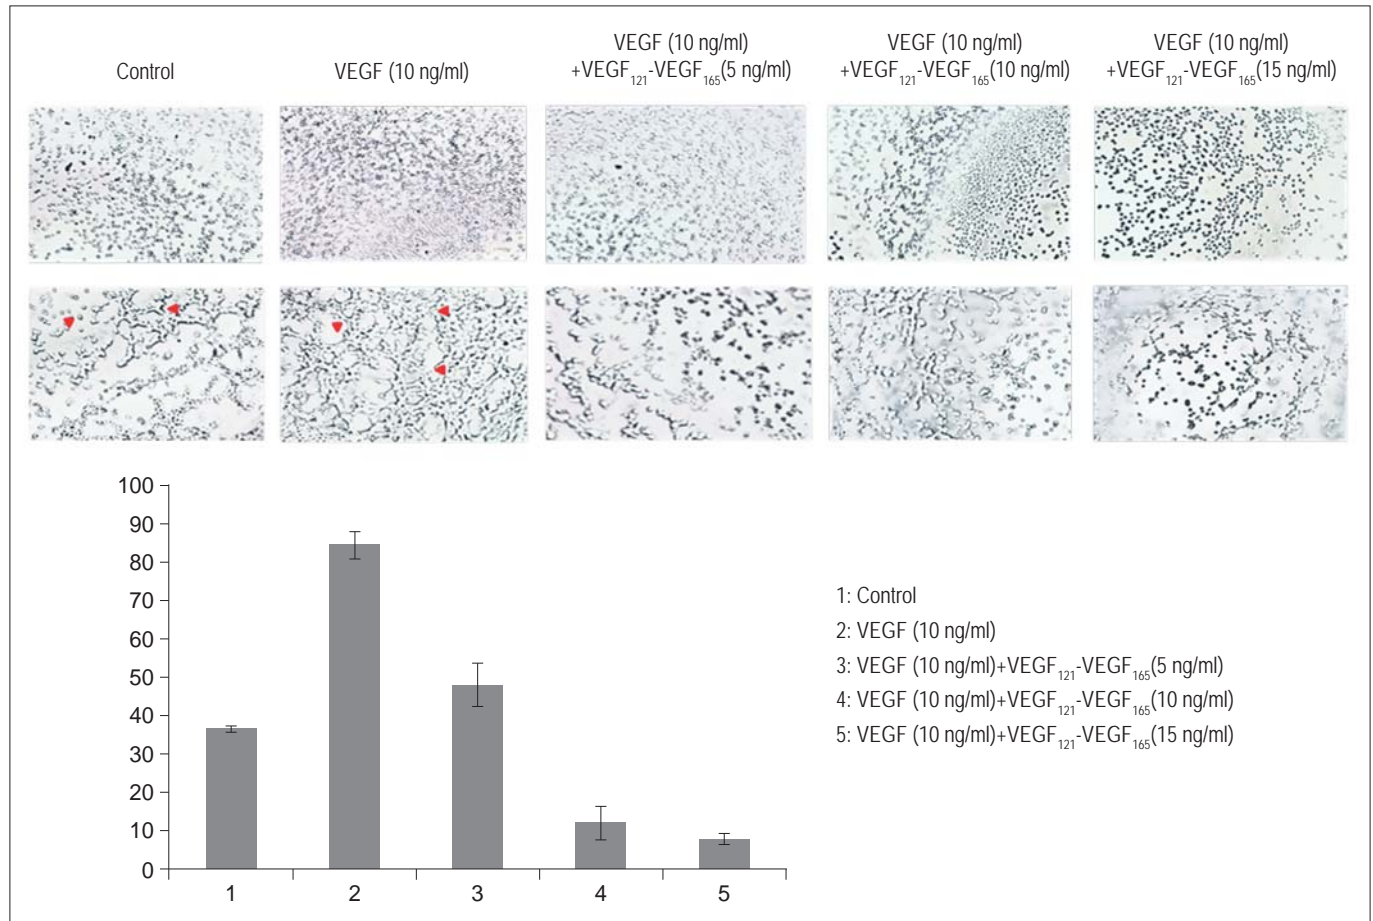 Control
VEGF (10 ng/ml)
VEGF (10 ng/ml)
+VEGF₁₂₁-VEGF₁₆₅(5 ng/ml)
VEGF (10 ng/ml)
+VEGF₁₂₁-VEGF₁₆₅(10 ng/ml)
VEGF (10 ng/ml)
+VEGF₁₂₁-VEGF₁₆₅(15 ng/ml)
100
90
80
70
60
50
40
30
20
10
0
1 2 3 4 5
1: Control
2: VEGF (10 ng/ml)
3: VEGF (10 ng/ml)+VEGF₁₂₁-VEGF₁₆₅(5 ng/ml)
4: VEGF (10 ng/ml)+VEGF₁₂₁-VEGF₁₆₅(10 ng/ml)
5: VEGF (10 ng/ml)+VEGF₁₂₁-VEGF₁₆₅(15 ng/ml)